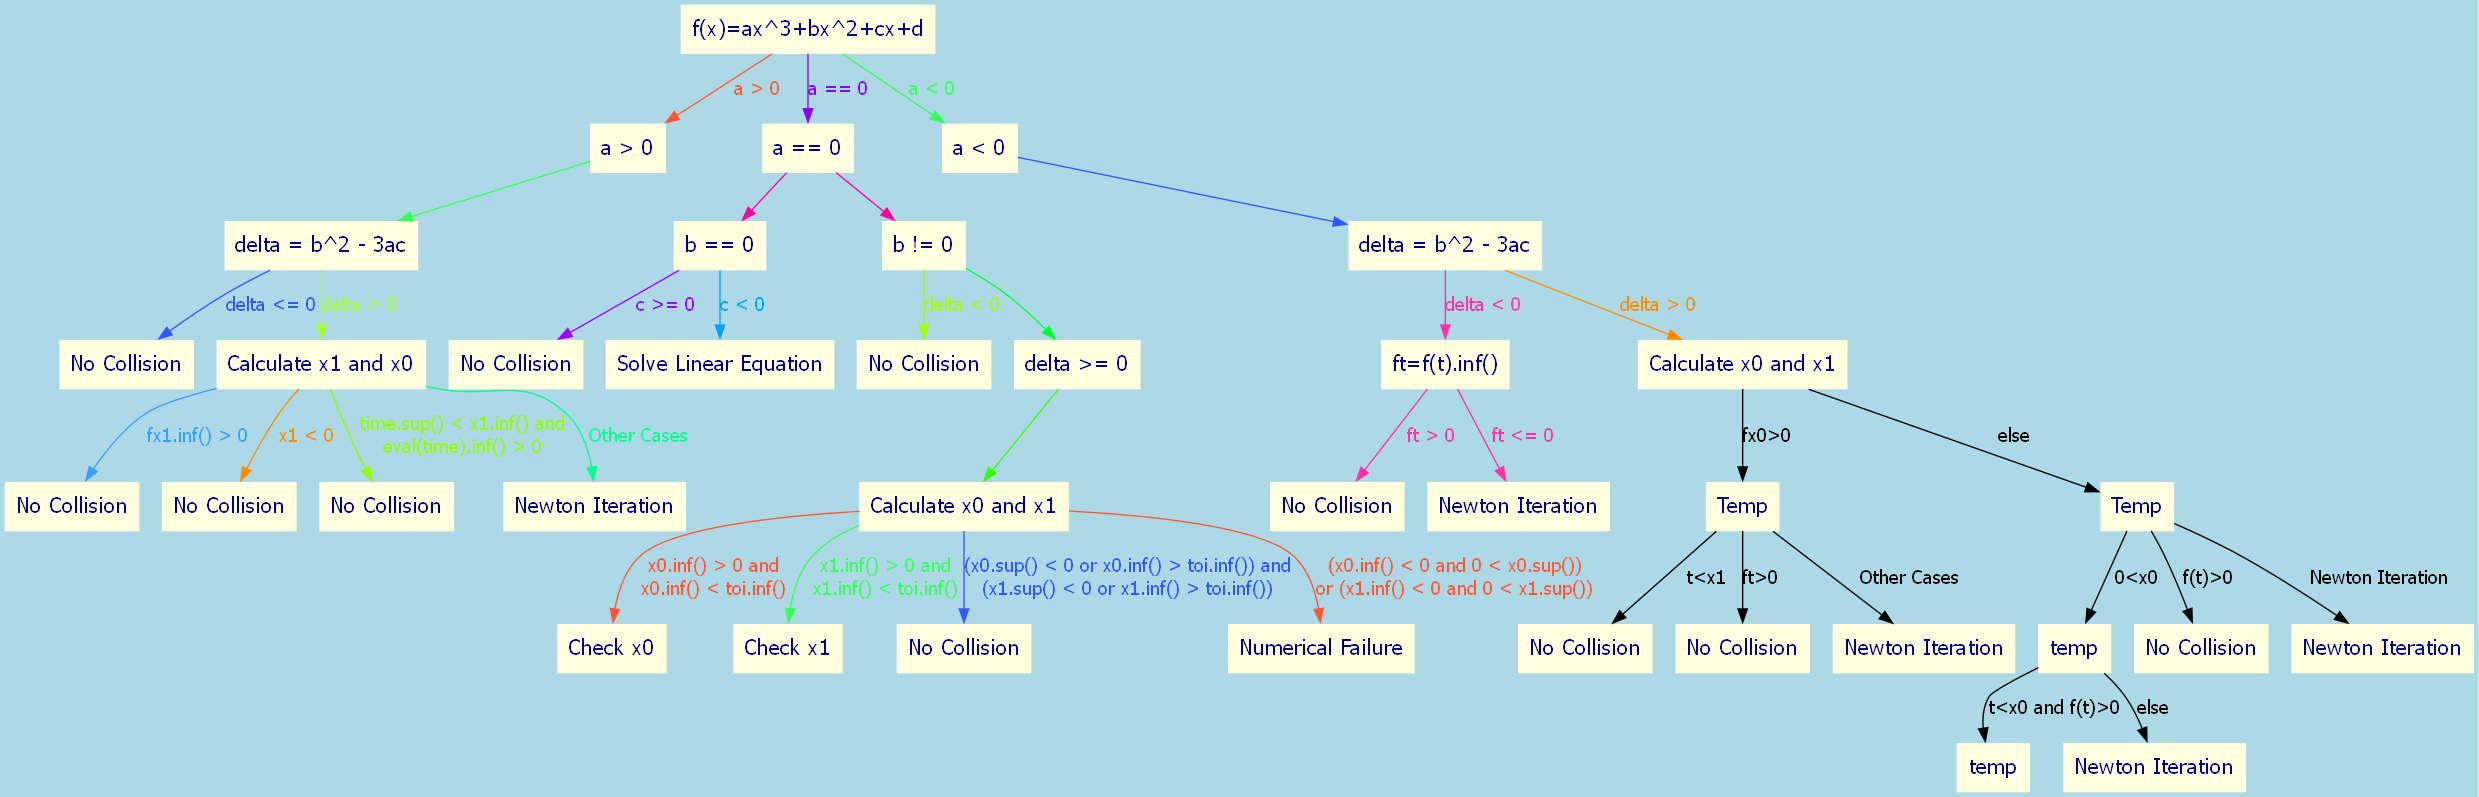 f(x)=ax^3+bx^2+cx+d
a > 0
a == 0
a < 0
a > 0
a == 0
a < 0
delta = b^2 - 3ac
b == 0
b != 0
delta = b^2 - 3ac
delta <= 0
delta > 0
c >= 0
c < 0
delta < 0
delta < 0
delta > 0
No Collision
Calculate x1 and x0
No Collision
Solve Linear Equation
No Collision
delta >= 0
ft=f(t).inf()
Calculate x0 and x1
fx1.inf() > 0
x1 < 0
time.sup() < x1.inf() and
eval(time).inf() > 0
Other Cases
ft > 0
ft <= 0
fx0>0
else
No Collision
No Collision
No Collision
Newton Iteration
Calculate x0 and x1
No Collision
Newton Iteration
Temp
Temp
x0.inf() > 0 and
x0.inf() < toi.inf()
x1.inf() > 0 and
x1.inf() < toi.inf()
(x0.sup() < 0 or x0.inf() > toi.inf()) and
(x1.sup() < 0 or x1.inf() > toi.inf())
(x0.inf() < 0 and 0 < x0.sup())
or (x1.inf() < 0 and 0 < x1.sup())
t<x1
ft>0
Other Cases
0<x0
f(t)>0
Newton Iteration
Check x0
Check x1
No Collision
Numerical Failure
No Collision
No Collision
Newton Iteration
temp
No Collision
Newton Iteration
t<x0 and f(t)>0
else
temp
Newton Iteration